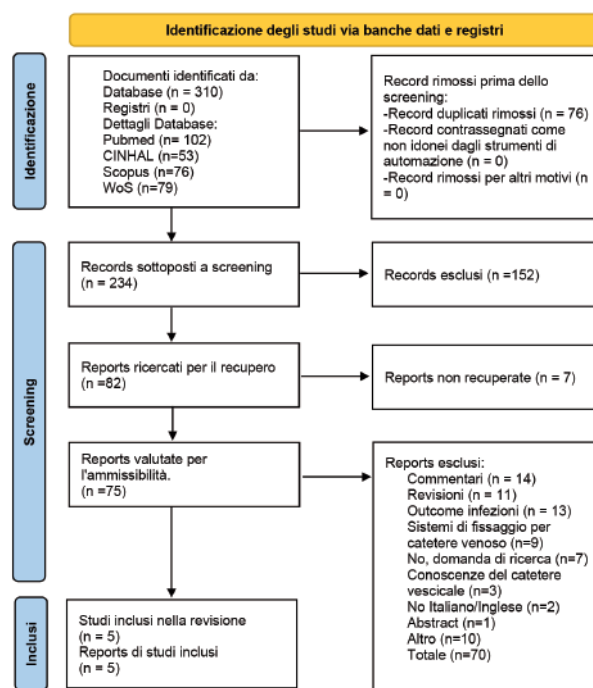 Identificazione degli studi via banche dati e registri
Identificazione
Documenti identificati da:
Database (n = 310)
Registri (n = 0)
Dettagli Database:
Pubmed (n= 102)
CINHAL (n=53)
Scopus (n=76)
WoS (n=79)
Record rimossi prima dello
screening:
-Record duplicati rimossi (n = 76)
-Record contrassegnati come
non idonei dagli strumenti di
automazione (n = 0)
-Record rimossi per altri motivi (n
= 0)
Screening
Records sottoposti a screening
(n = 234)
Records esclusi (n =152)
Reports ricercati per il recupero
(n =82)
Reports non recuperate (n = 7)
Reports valutate per
l'ammissibilità.
(n =75)
Reports esclusi:
Commentari (n = 14)
Revisioni (n = 11)
Outcome infezioni (n = 13)
Sistemi di fissaggio per
catetere venoso (n=9)
No, domanda di ricerca (n=7)
Conoscenze del catetere
vescicale (n=3)
No Italiano/Inglese (n=2)
Abstract (n=1)
Altro (n=10)
Totale (n=70)
Inclusi
Studi inclusi nella revisione
(n = 5)
Reports di studi inclusi
(n = 5)